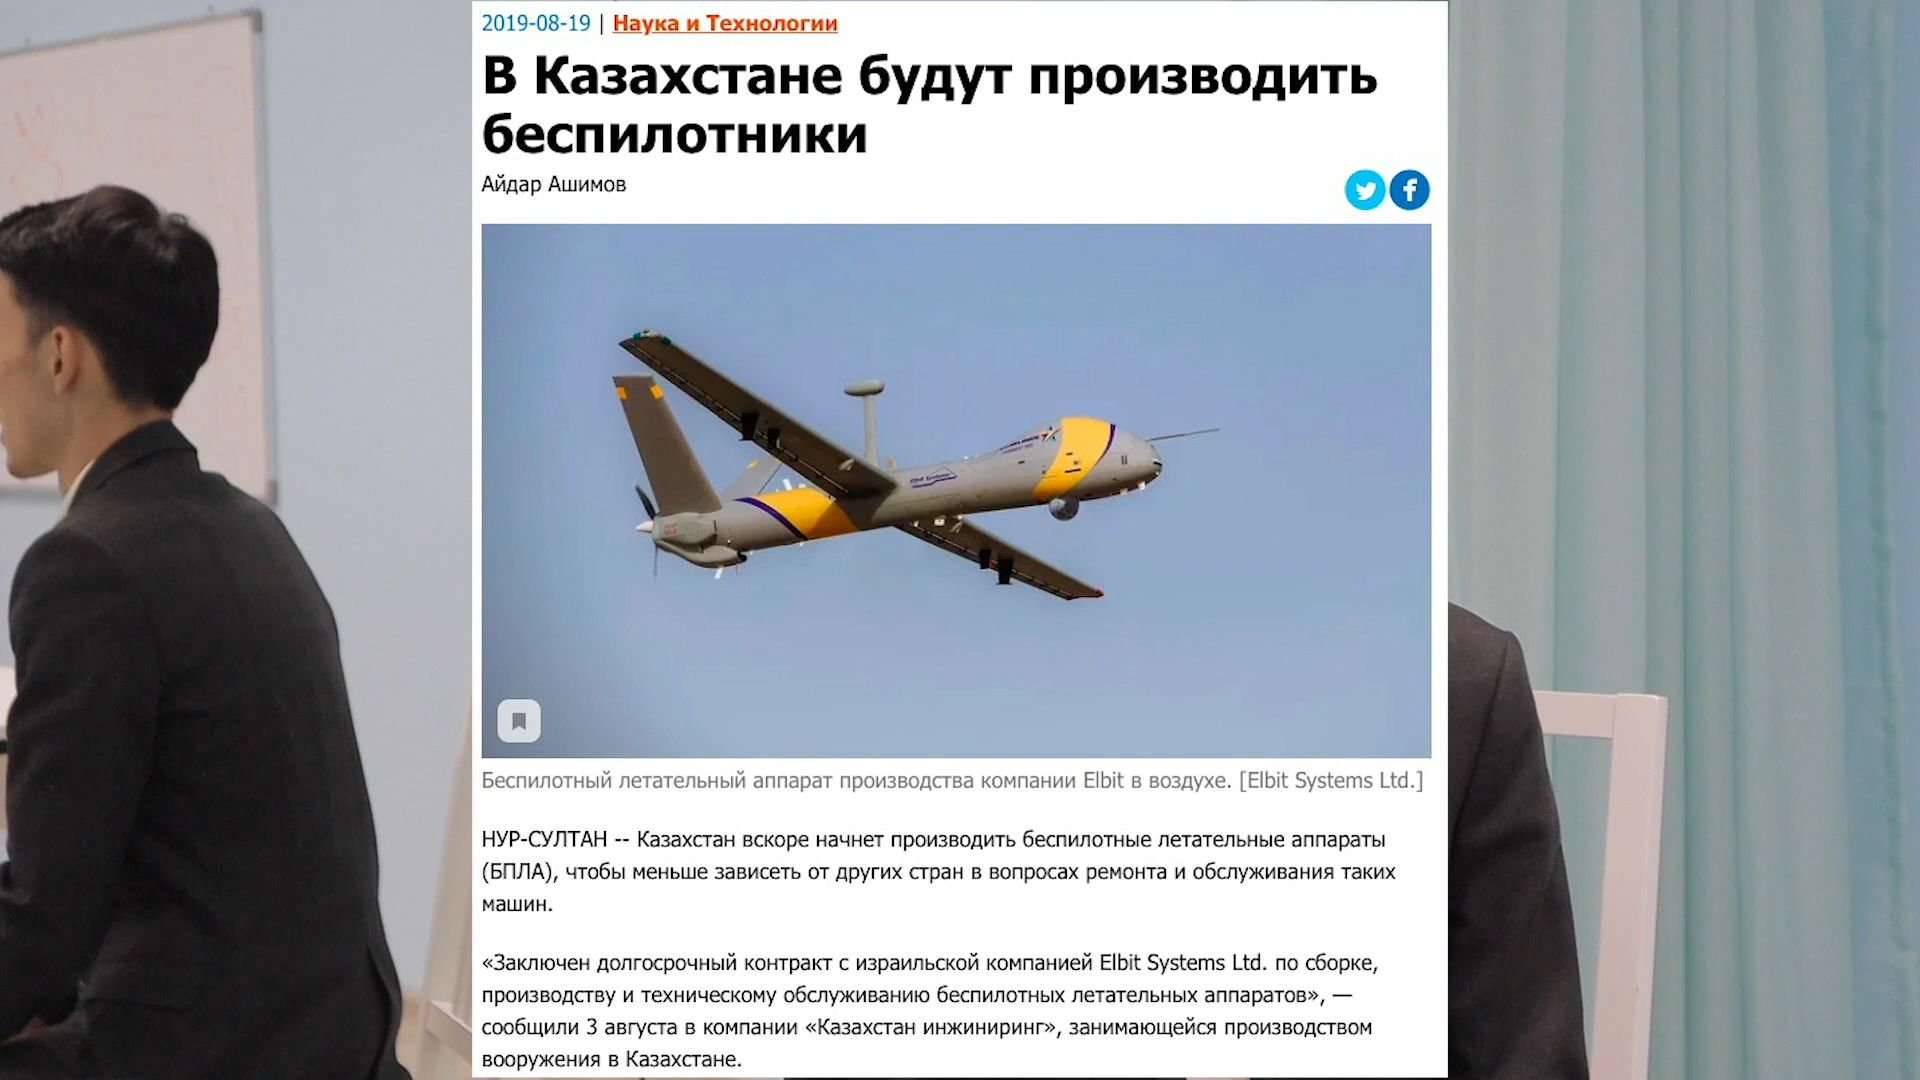 2019-08-19 | Наука и Технологии
В Казахстане будут производить
беспилотники
Айдар Ашимов
Elbit Systems
Беспилотный летательный аппарат производства компании Elbit в воздухе. [Elbit Systems Ltd.]
НУР-СУЛТАН -- Казахстан вскоре начнет производить беспилотные летательные аппараты
(БПЛА), чтобы меньше зависеть от других стран в вопросах ремонта и обслуживания таких
машин.
«Заключен долгосрочный контракт с израильской компанией Elbit Systems Ltd. по сборке,
производству и техническому обслуживанию беспилотных летательных аппаратов», —
сообщили 3 августа в компании «Казахстан инжиниринг», занимающейся производством
вооружения в Казахстане.